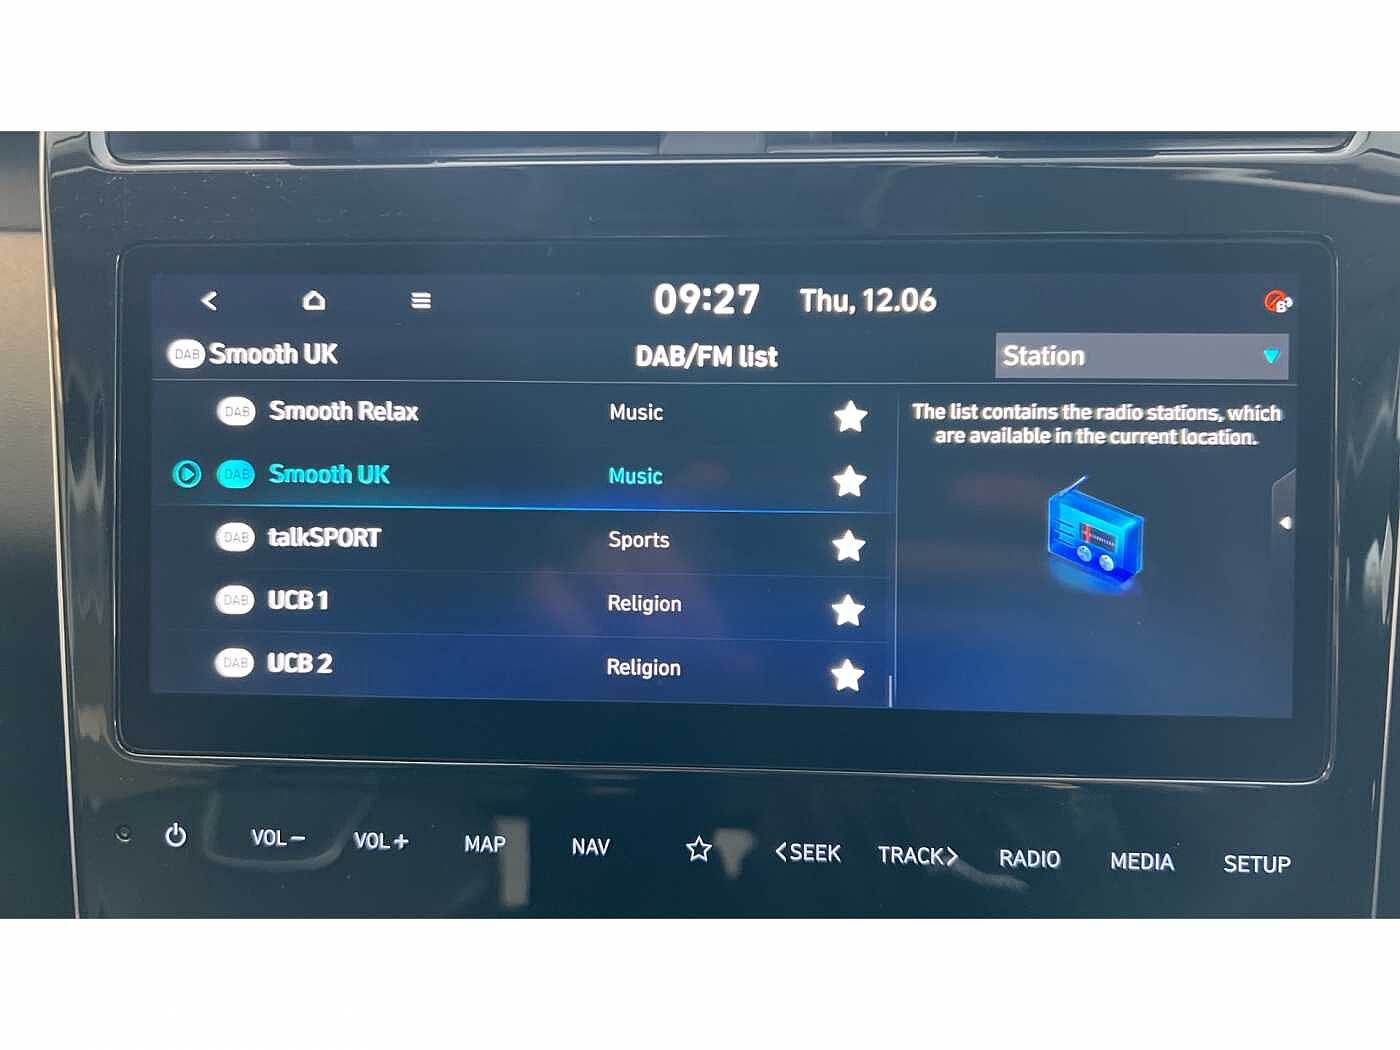 09:27 Thu, 12.06
DAB Smooth UK DAB/FM list Station
DAB Smooth Relax Music
DAB Smooth UK Music
DAB talkSPORT Sports
DAB UCB 1 Religion
DAB UCB 2 Religion
The list contains the radio stations, which
are available in the current location.
VOL− VOL+ MAP NAV <SEEK TRACK> RADIO MEDIA SETUP